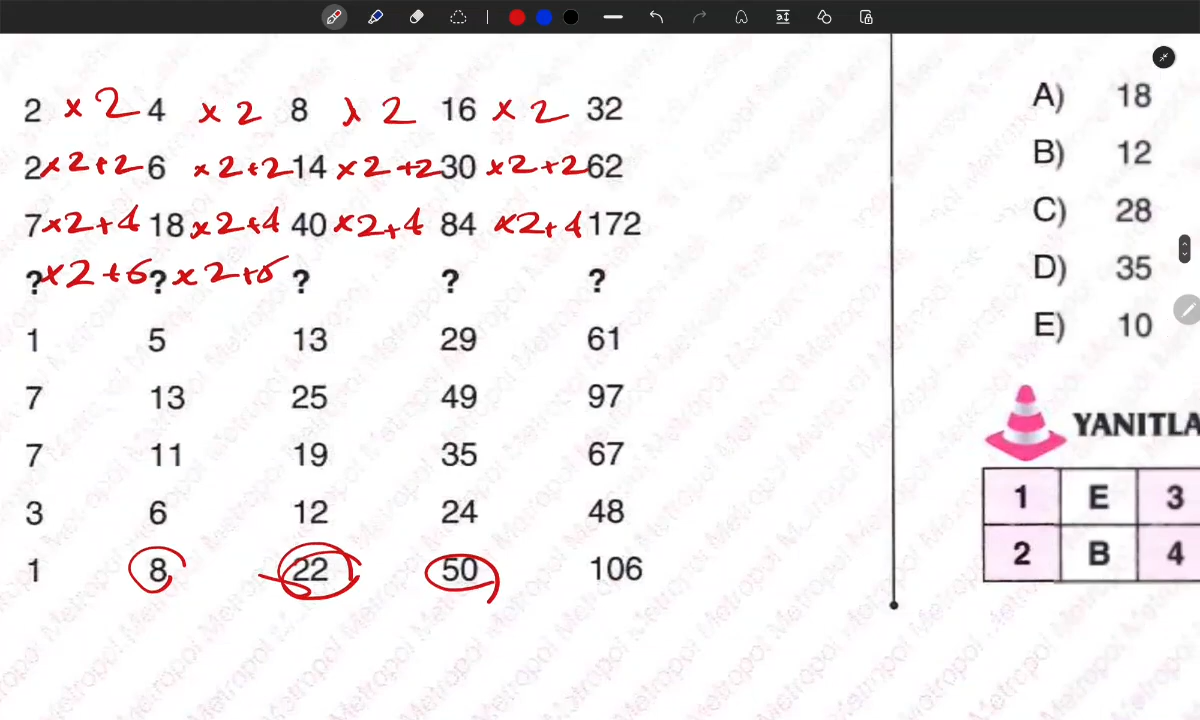 2 × 2 4 × 2 8 × 2 16 × 2 32
2 ×2+2 6 ×2+2 14 ×2+2 30 ×2+2 62
7 ×2+4 18 ×2+4 40 ×2+4 84 ×2+4 172
? ×2+6 ? ×2+6 ? ? ?
1 5 13 29 61
7 13 25 49 97
7 11 19 35 67
3 6 12 24 48
1 8 22 50 106
A) 18
B) 12
C) 28
D) 35
E) 10
YANITLA
1 E 3
2 B 4